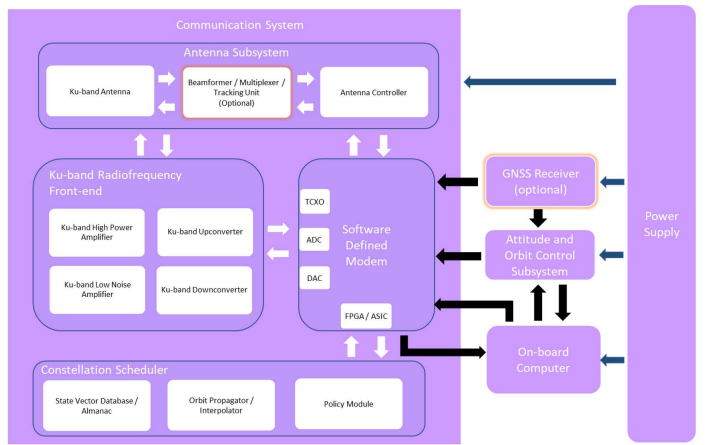 Communication System
Antenna Subsystem
Ku-band Antenna
Beamformer / Multiplexer /
Tracking Unit
(Optional)
Antenna Controller
Ku-band Radiofrequency
Front-end
Ku-band High Power
Amplifier
Ku-band Upconverter
Ku-band Low Noise
Amplifier
Ku-band Downconverter
TCXO
ADC
DAC
Software
Defined
Modem
FPGA / ASIC
Constellation Scheduler
State Vector Database /
Almanac
Orbit Propagator /
Interpolator
Policy Module
GNSS Receiver
(optional)
Attitude and
Orbit Control
Subsystem
On-board
Computer
Power
Supply